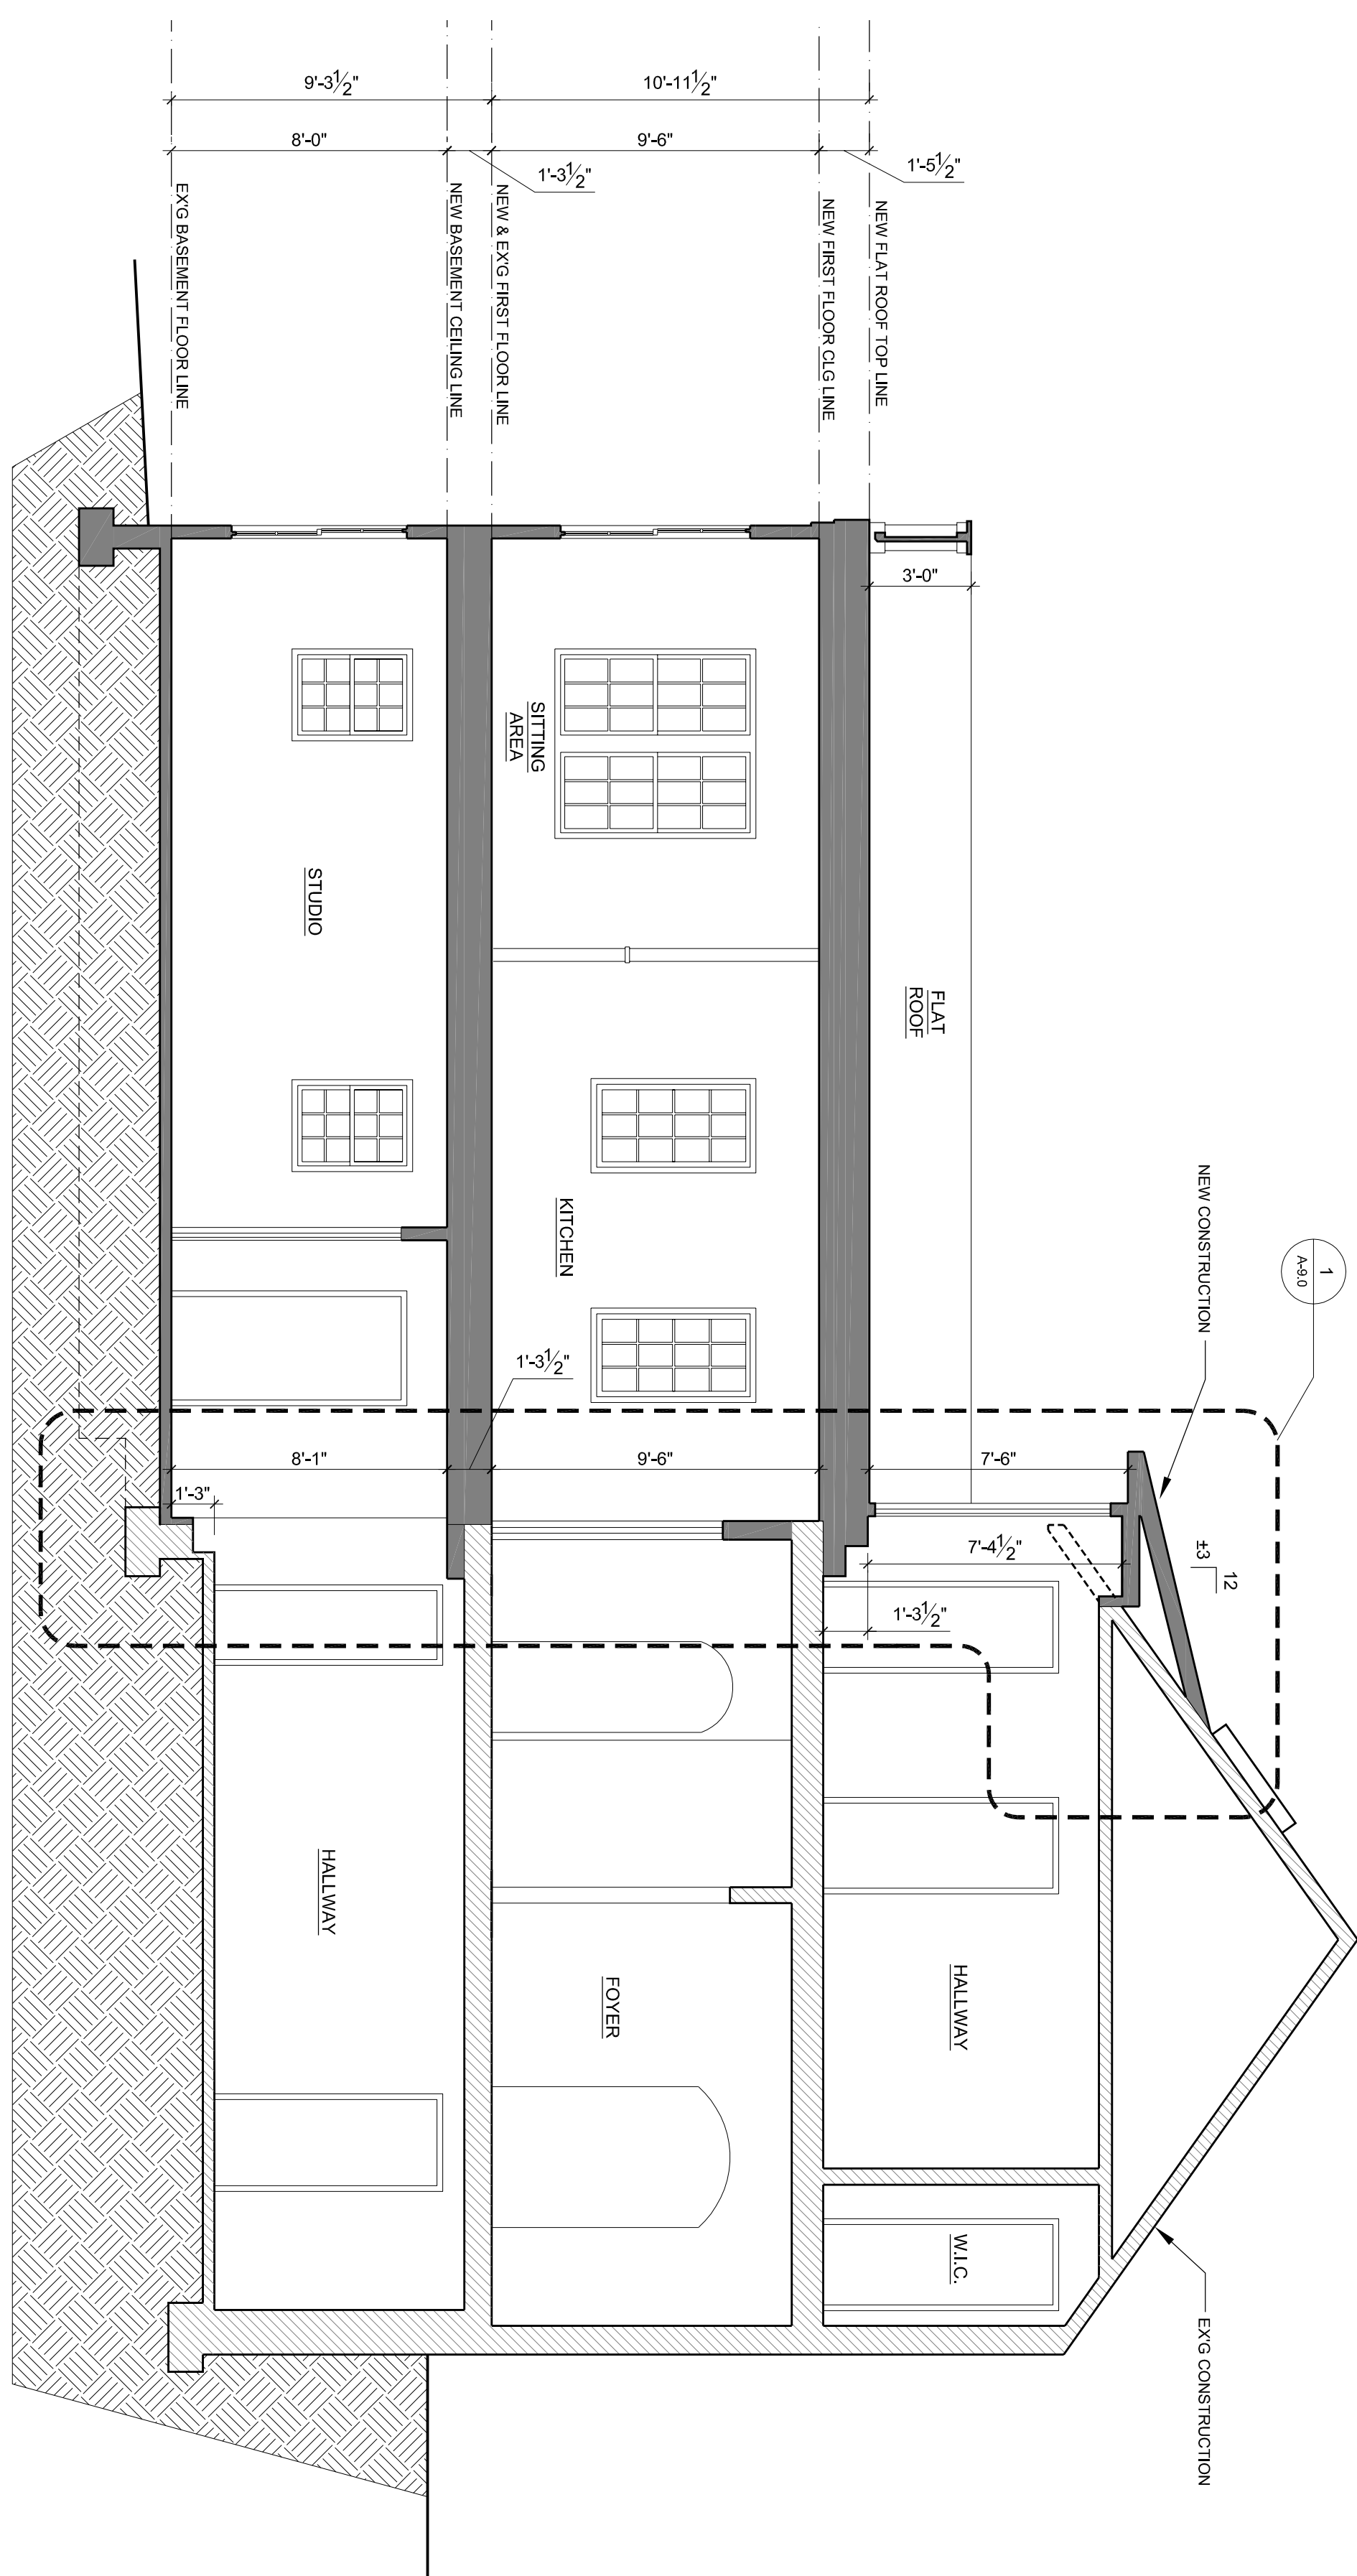 9'-3½"
10'-11½"
8'-0"
9'-6"
1'-3½"
1'-5½"
EX'G BASEMENT FLOOR LINE
NEW BASEMENT CEILING LINE
NEW & EX'G FIRST FLOOR LINE
NEW FIRST FLOOR CLG LINE
NEW FLAT ROOF TOP LINE
3'-0"
SITTING
AREA
STUDIO
FLAT
ROOF
KITCHEN
NEW CONSTRUCTION
1
A-9.0
1'-3½"
8'-1"
9'-6"
7'-6"
1'-3"
7'-4½"
12
±3
1'-3½"
HALLWAY
FOYER
HALLWAY
W.I.C.
EX'G CONSTRUCTION